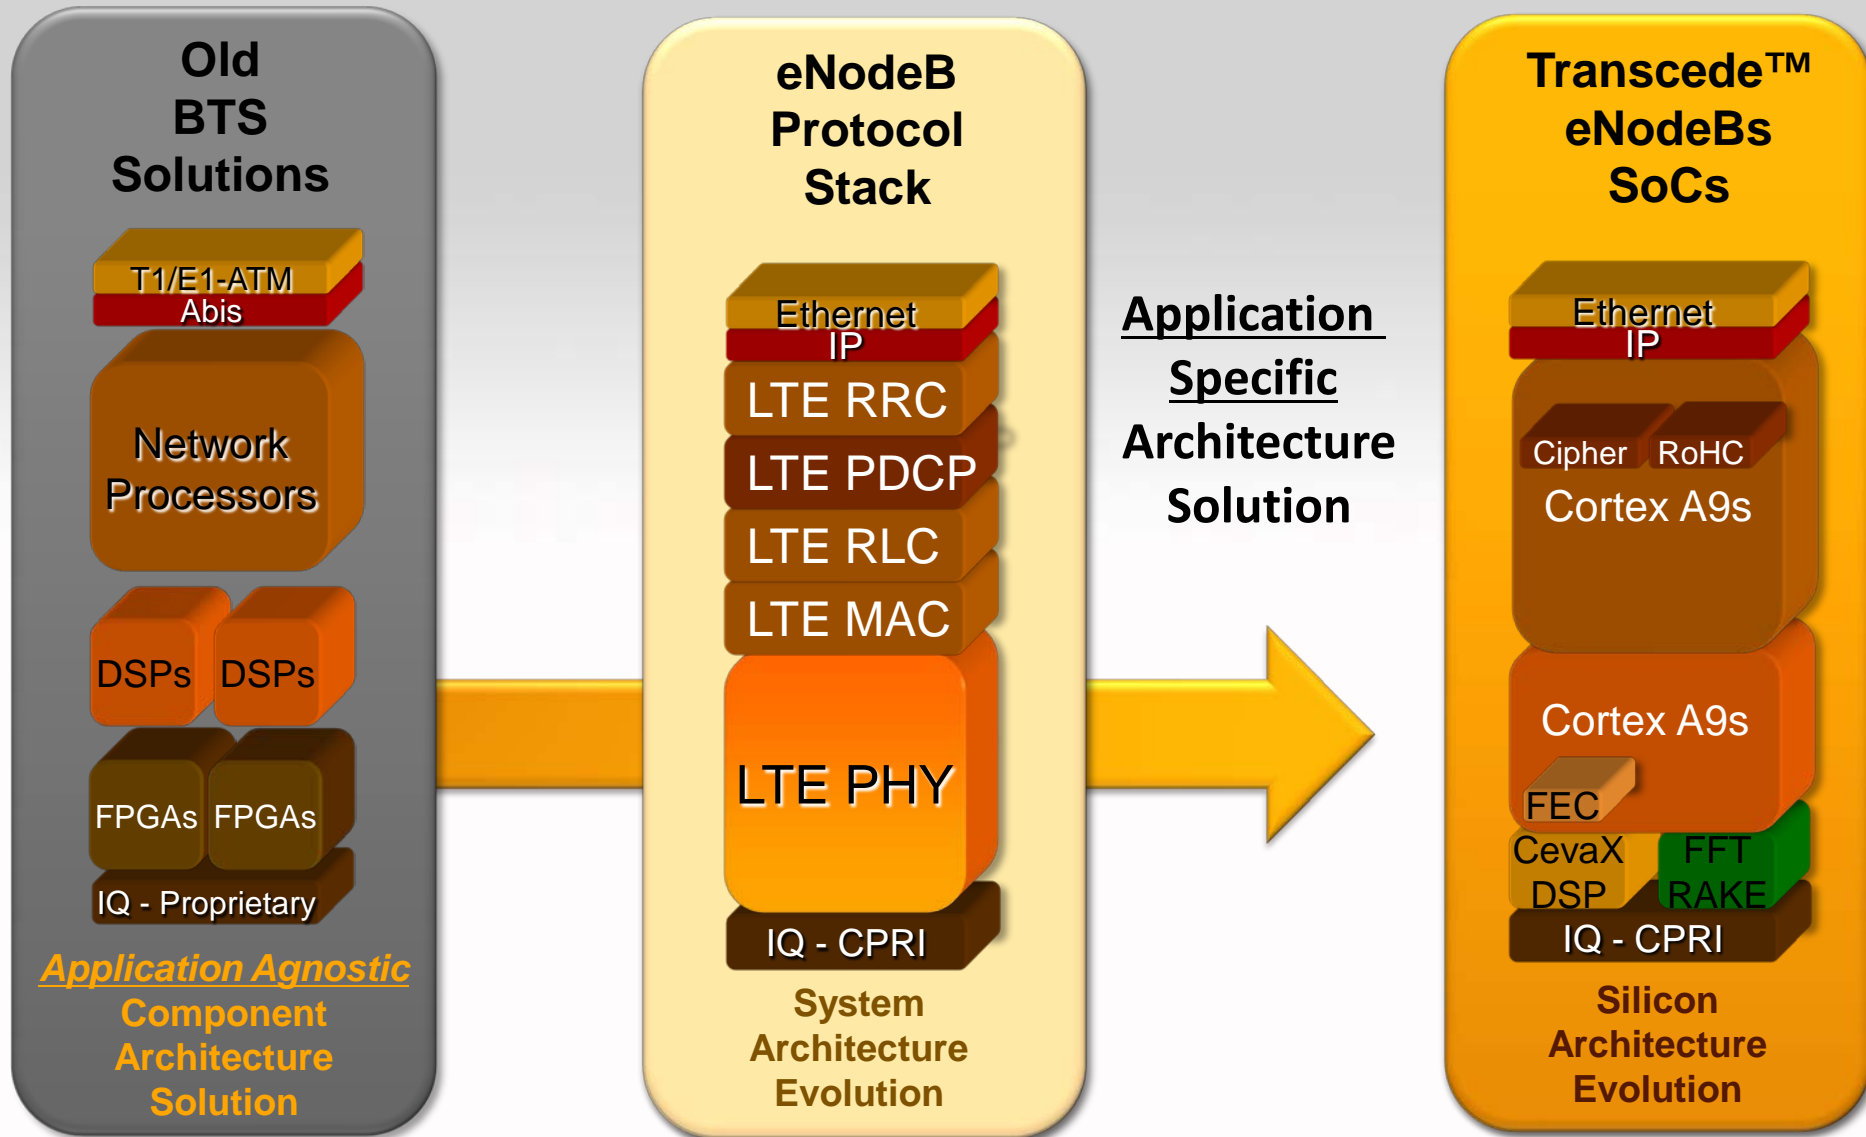 Old
BTS
Solutions
T1/E1-ATM
Abis
Network
Processors
DSPs DSPs
FPGAs FPGAs
IQ - Proprietary
Application Agnostic
Component
Architecture
Solution
eNodeB
Protocol
Stack
Ethernet
IP
LTE RRC
LTE PDCP
LTE RLC
LTE MAC
LTE PHY
IQ - CPRI
System
Architecture
Evolution
Application
Specific
Architecture
Solution
Transcede™
eNodeBs
SoCs
Ethernet
IP
Cipher RoHC
Cortex A9s
Cortex A9s
FEC
CevaX
DSP
FFT
RAKE
IQ - CPRI
Silicon
Architecture
Evolution